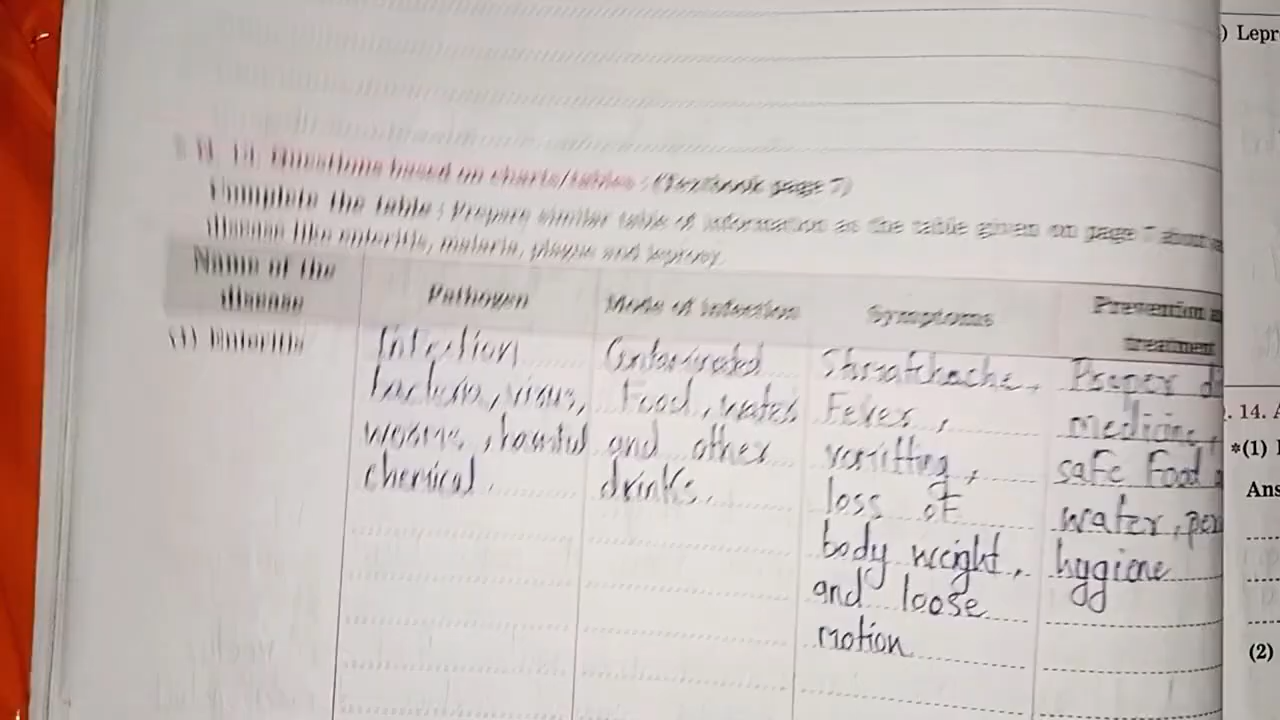 Q. 13. Questions based on charts/tables : (Textbook page 7)
Complete the table : Prepare similar table of information as the table given on page 7 about
disease like enteritis, malaria, plague and leprosy.
Name of the disease
Pathogen
Mode of infection
Symptoms
Prevention
treatment
(1) Enteritis
Infection
bacteria, virus,
worms, harmful
chemical.
Contaminated
Food, water
and other
drinks.
Stomatchache,
Fever,
vomitting,
loss of
body weight,
and loose
motion
Proper
medicine,
safe Food
water,
hygiene
) Lepr
. 14. A
*(1)
Ans
(2)